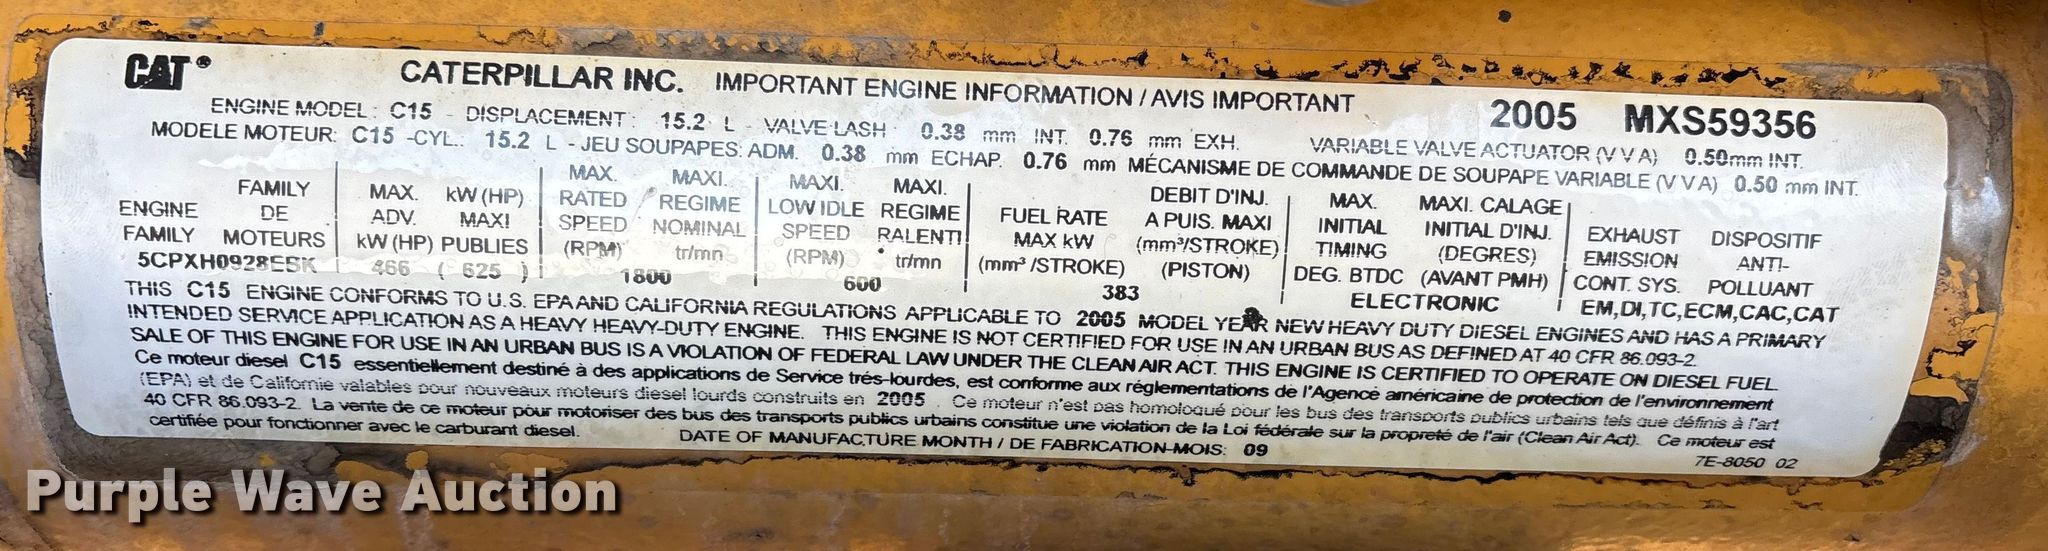 CAT® CATERPILLAR INC. IMPORTANT ENGINE INFORMATION / AVIS IMPORTANT 2005 MXS59356
ENGINE MODEL : C15 - DISPLACEMENT : 15.2 L - VALVE LASH : 0.38 mm INT. 0.76 mm EXH. VARIABLE VALVE ACTUATOR (V V A) 0.50mm INT.
MODELE MOTEUR: C15 -CYL.: 15.2 L - JEU SOUPAPES: ADM. 0.38 mm ECHAP. 0.76 mm MÉCANISME DE COMMANDE DE SOUPAPE VARIABLE (V V A) 0.50 mm INT.
ENGINE
FAMILY
FAMILY
DE
MOTEURS
5CPXH0928EBK
MAX.
ADV.
kW (HP)
kW (HP)
MAXI
PUBLIES
466 ( 625 )
MAX.
RATED
SPEED
(RPM)
MAXI.
REGIME
NOMINAL
tr/mn
1800
MAXI.
LOW IDLE
SPEED
(RPM)
MAXI.
REGIME
RALENTI
tr/mn
600
FUEL RATE
MAX kW
(mm³ /STROKE)
DEBIT D'INJ.
A PUIS. MAXI
(mm³/STROKE)
(PISTON)
383
MAX.
INITIAL
TIMING
DEG. BTDC
MAXI. CALAGE
INITIAL D'INJ.
(DEGRES)
(AVANT PMH)
ELECTRONIC
EXHAUST
EMISSION
CONT. SYS.
DISPOSITIF
ANTI-
POLLUANT
EM,DI,TC,ECM,CAC,CAT
THIS C15 ENGINE CONFORMS TO U.S. EPA AND CALIFORNIA REGULATIONS APPLICABLE TO 2005 MODEL YEAR NEW HEAVY DUTY DIESEL ENGINES AND HAS A PRIMARY
INTENDED SERVICE APPLICATION AS A HEAVY HEAVY-DUTY ENGINE. THIS ENGINE IS NOT CERTIFIED FOR USE IN AN URBAN BUS AS DEFINED AT 40 CFR 86.093-2.
SALE OF THIS ENGINE FOR USE IN AN URBAN BUS IS A VIOLATION OF FEDERAL LAW UNDER THE CLEAN AIR ACT. THIS ENGINE IS CERTIFIED TO OPERATE ON DIESEL FUEL.
Ce moteur diesel C15 essentiellement destiné à des applications de Service trés-lourdes, est conforme aux réglementations de l'Agence américaine de protection de l'environnement
(EPA) et de Californie valables pour nouveaux moteurs diesel lourds construits en 2005 . Ce moteur n'est pas homologué pour les bus des transports publics urbains tels que définis à l'art
40 CFR 86.093-2. La vente de ce moteur pour motoriser des bus des transports publics urbains constitue une violation de la Loi fédérale sur la propreté de l'air (Clean Air Act). Ce moteur est
certifiée pour fonctionner avec le carburant diesel.
DATE OF MANUFACTURE MONTH / DE FABRICATION-MOIS: 09
7E-8050 02
Purple Wave Auction